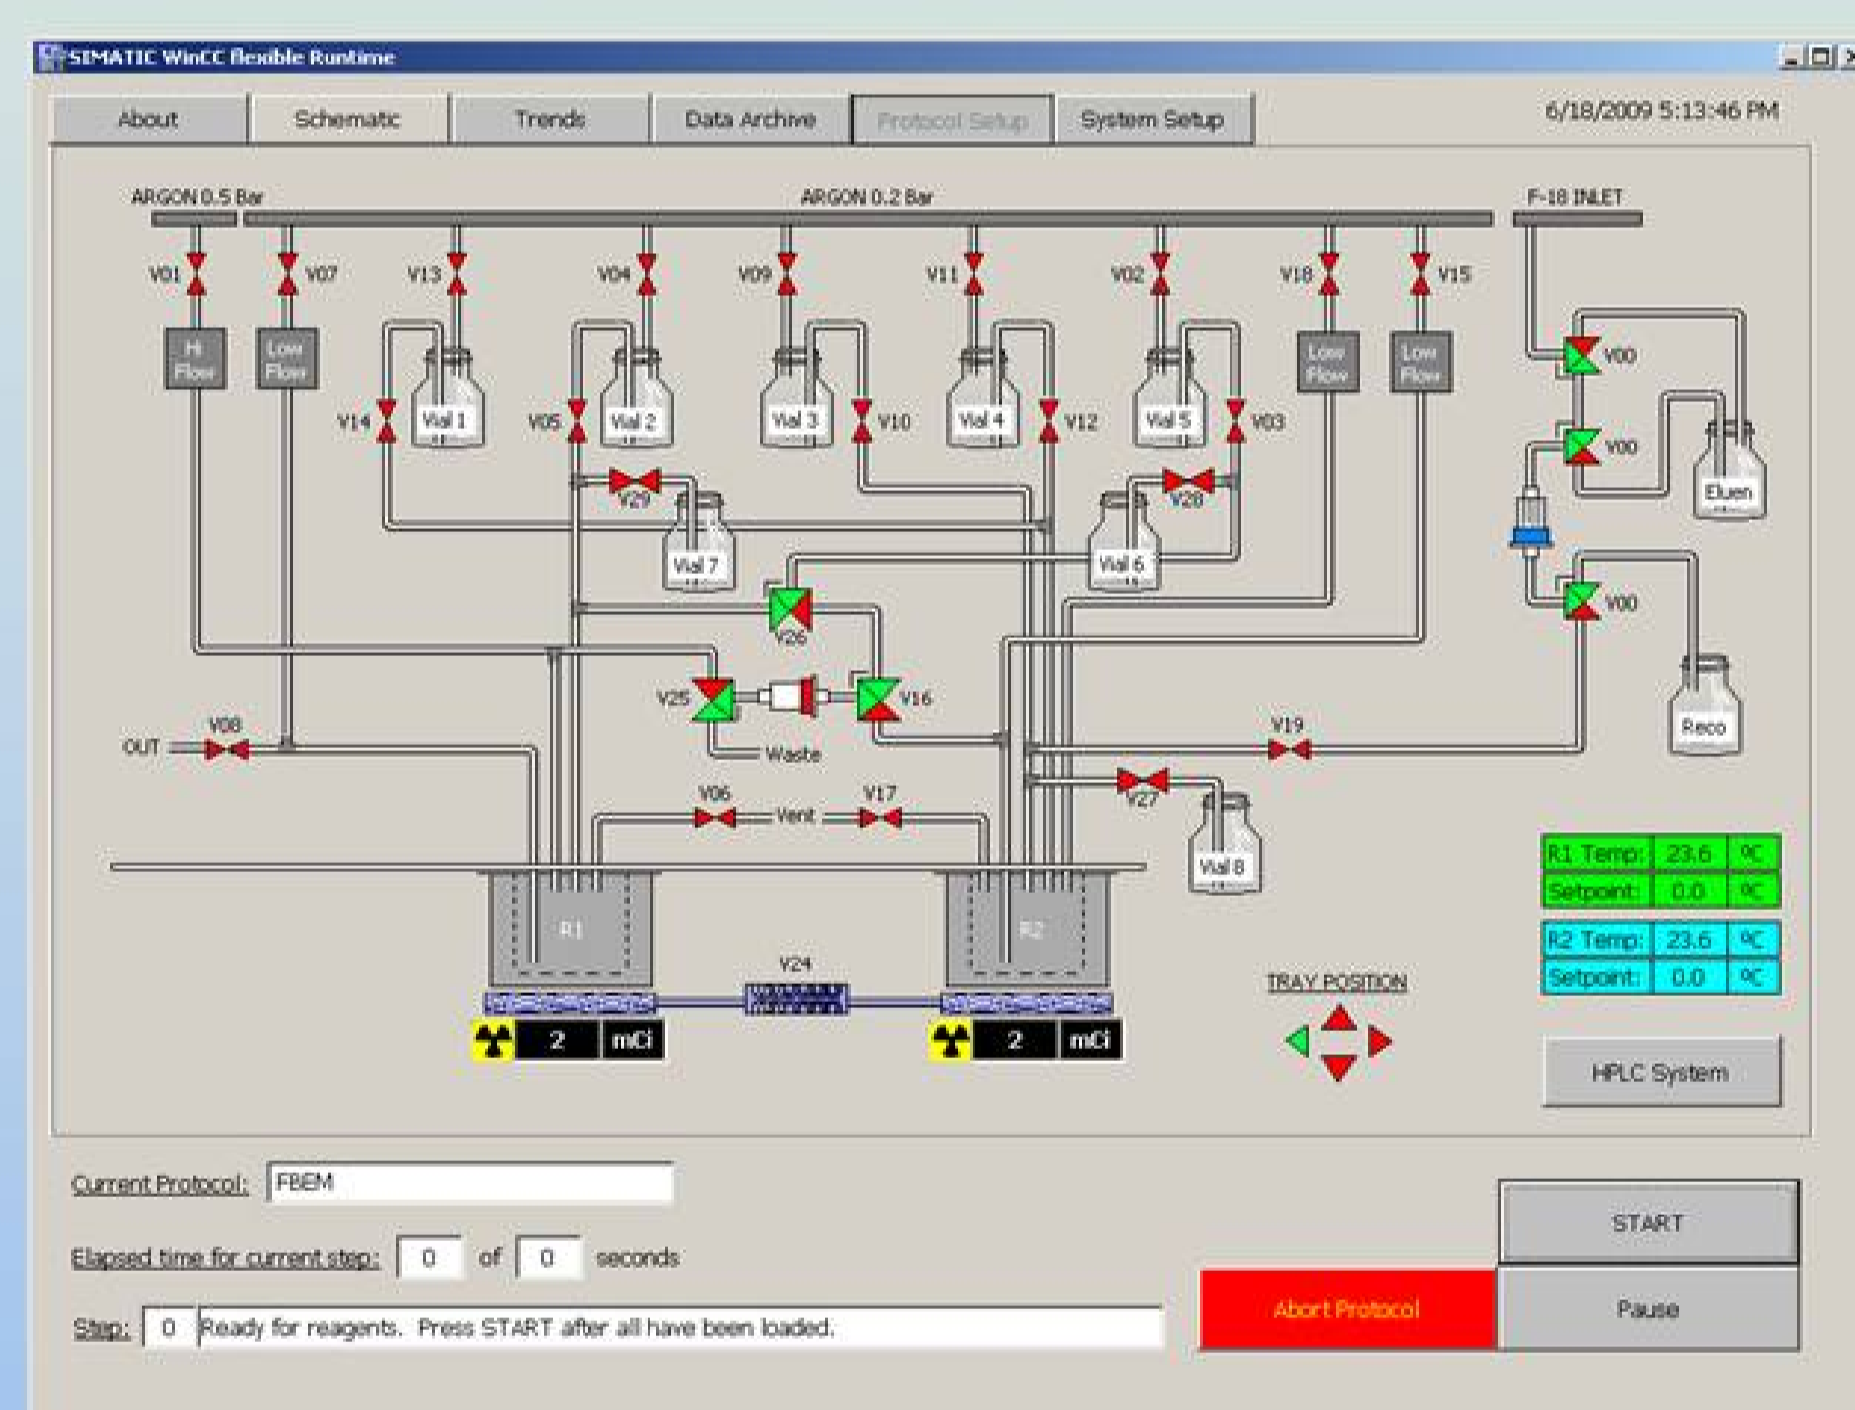 SIMATIC WinCC flexible Runtime
About Schematic Trends Data Archive Protocol Setup System Setup 6/18/2009 5:13:46 PM
ARGON 0.5 Bar ARGON 0.2 Bar F-18 INLET
V01 V07 V13 V04 V09 V11 V02 V18 V15
Hi Flow
Low Flow
Low Flow
Low Flow
V00
V14 Vial 1 V05 Vial 2 Vial 3 V10 Vial 4 V12 Vial 5 V03
V00
V29 V28 Eluen
Vial 7 Vial 6
V00
V26
V25 V16
OUT V08 Waste V19 Reco
V06 Vent V17 V27
Vial 8
R1 Temp: 23.6 ºC
Setpoint: 0.0 ºC
R1 R2
R2 Temp: 23.6 ºC
Setpoint: 0.0 ºC
V24
TRAY POSITION
2 mCi 2 mCi
HPLC System
Current Protocol: FBEM
START
Elapsed time for current step: 0 of 0 seconds
Abort Protocol Pause
Step: 0 Ready for reagents. Press START after all have been loaded.